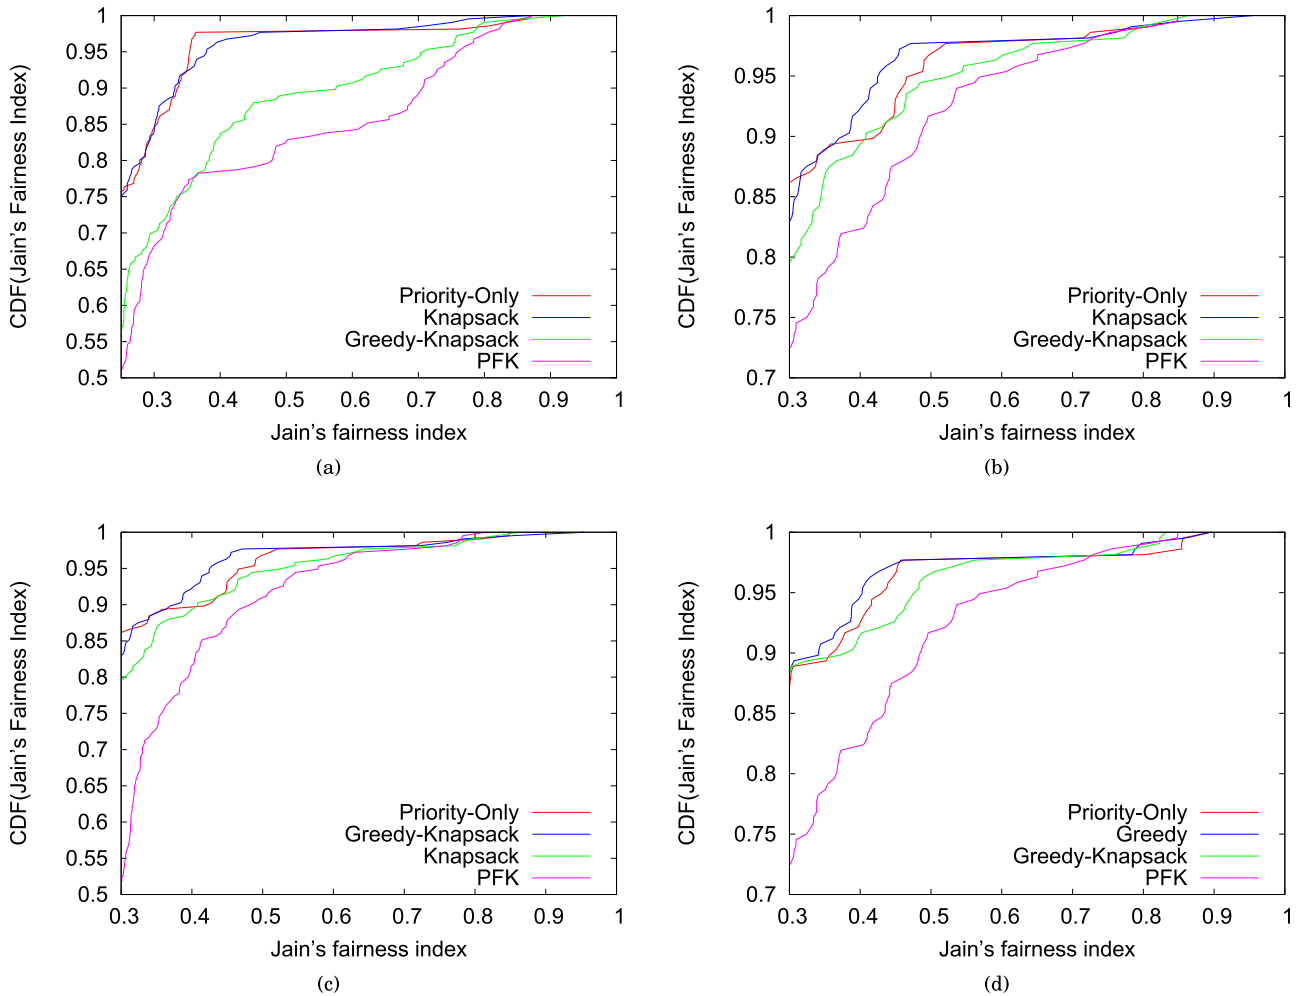 1
0.95
0.9
0.85
0.8
0.75
0.7
0.65
0.6
0.55
0.5
CDF(Jain's Fairness Index)
Priority-Only
Knapsack
Greedy-Knapsack
PFK
0.3 0.4 0.5 0.6 0.7 0.8 0.9 1
Jain's fairness index
(a)
1
0.95
0.9
0.85
0.8
0.75
0.7
CDF(Jain's Fairness Index)
Priority-Only
Knapsack
Greedy-Knapsack
PFK
0.3 0.4 0.5 0.6 0.7 0.8 0.9 1
Jain's fairness index
(b)
1
0.95
0.9
0.85
0.8
0.75
0.7
0.65
0.6
0.55
0.5
CDF(Jain's Fairness Index)
Priority-Only
Greedy-Knapsack
Knapsack
PFK
0.3 0.4 0.5 0.6 0.7 0.8 0.9 1
Jain's fairness index
(c)
1
0.95
0.9
0.85
0.8
0.75
0.7
CDF(Jain's Fairness Index)
Priority-Only
Greedy
Greedy-Knapsack
PFK
0.3 0.4 0.5 0.6 0.7 0.8 0.9 1
Jain's fairness index
(d)